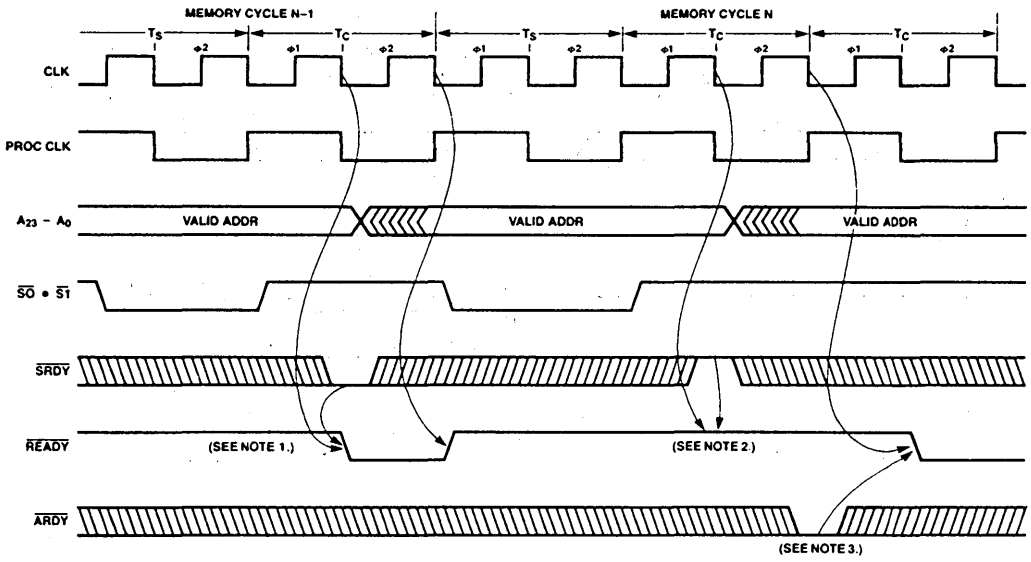 MEMORY CYCLE N-1 MEMORY CYCLE N
TS TC TS TC TC
φ2 φ1 φ2 φ1 φ2 φ1 φ2 φ1 φ2
CLK
PROC CLK
A23 - A0 VALID ADDR VALID ADDR VALID ADDR
S0 • S1
SRDY
READY (SEE NOTE 1.) (SEE NOTE 2.)
ARDY
(SEE NOTE 3.)